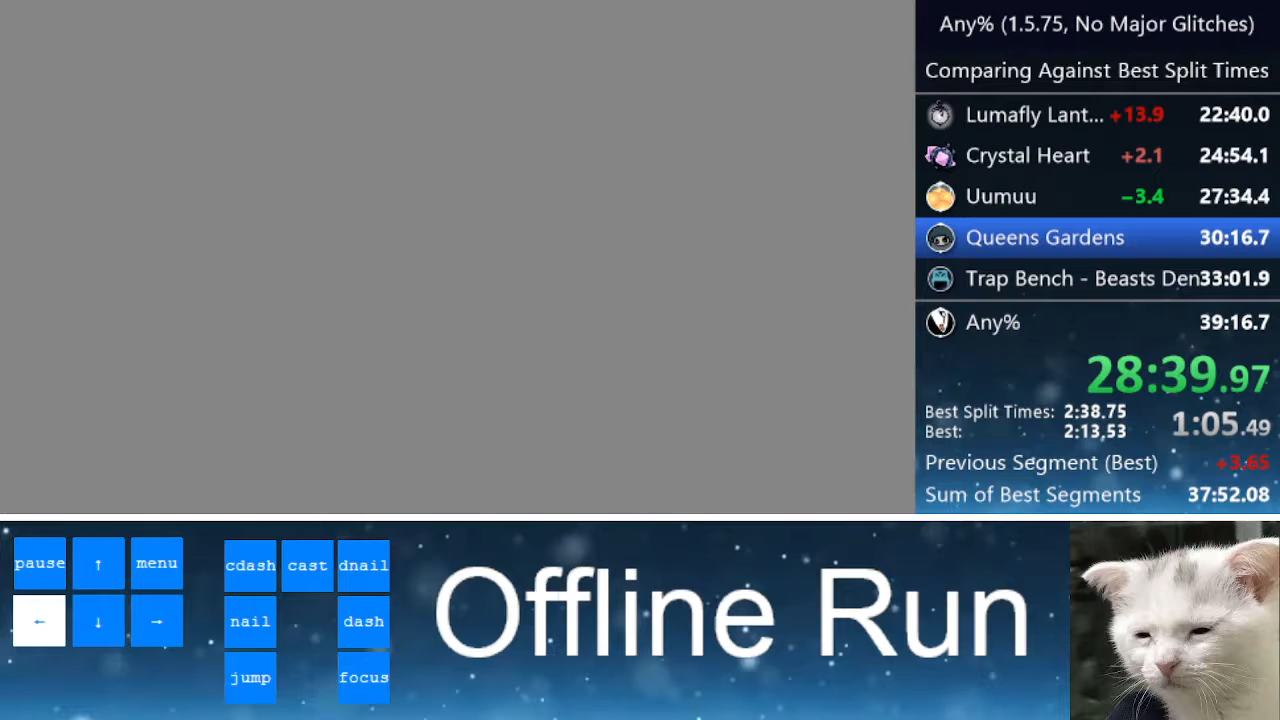 Any% (1.5.75, No Major Glitches)
Comparing Against Best Split Times
Lumafly Lant... +13.9 22:40.0
Crystal Heart +2.1 24:54.1
Uumuu −3.4 27:34.4
Queens Gardens 30:16.7
Trap Bench - Beasts Den 33:01.9
Any% 39:16.7
28:39.97
Best Split Times: 2:38.75
Best: 2:13.53
1:05.49
Previous Segment (Best) +3.65
Sum of Best Segments 37:52.08
pause ↑ menu
← ↓ →
cdash cast dnail
nail dash
jump focus
Offline Run